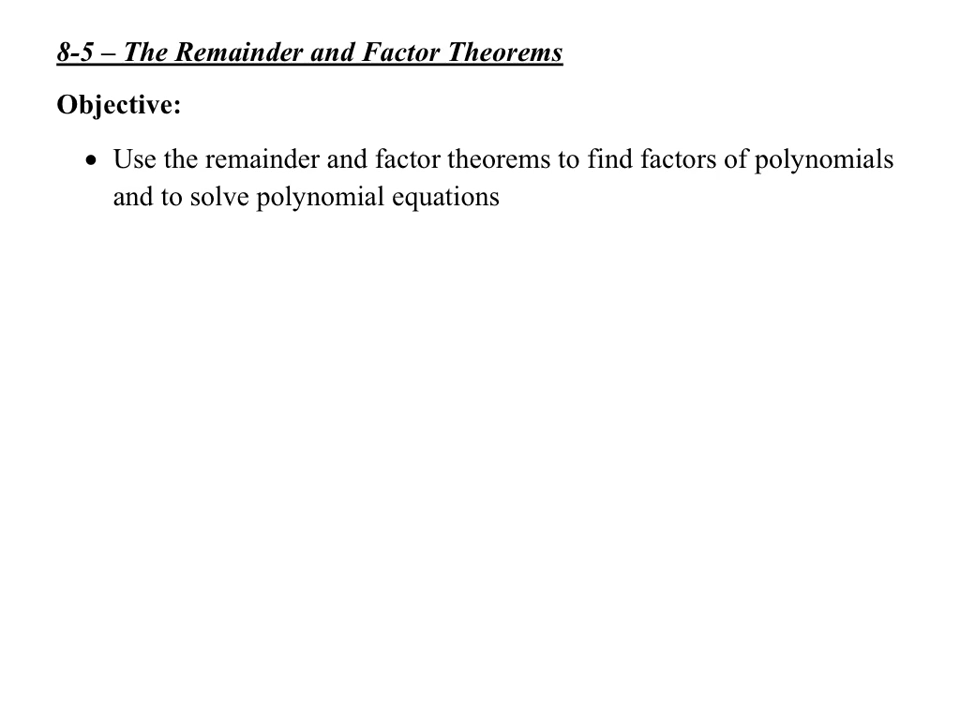 8-5 – The Remainder and Factor Theorems
Objective:
• Use the remainder and factor theorems to find factors of polynomials
and to solve polynomial equations